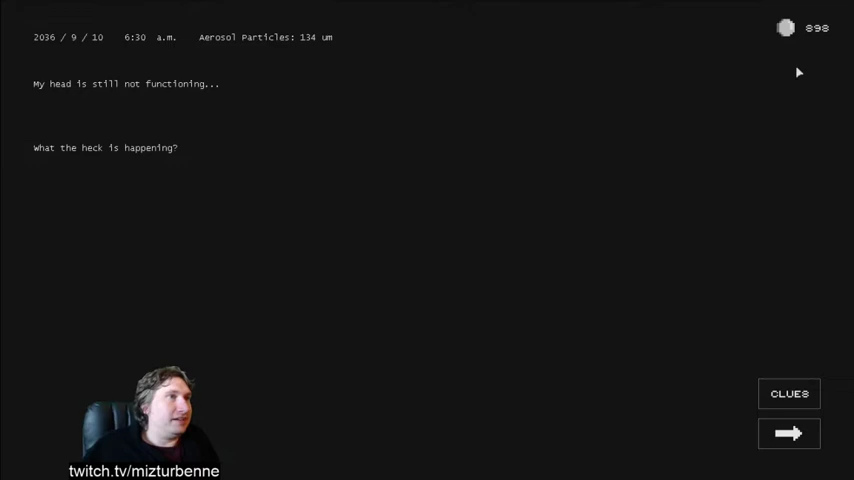 2036 / 9 / 10 6:30 a.m. Aerosol Particles: 134 um
898
My head is still not functioning...
What the heck is happening?
CLUES
twitch.tv/mizturbenne